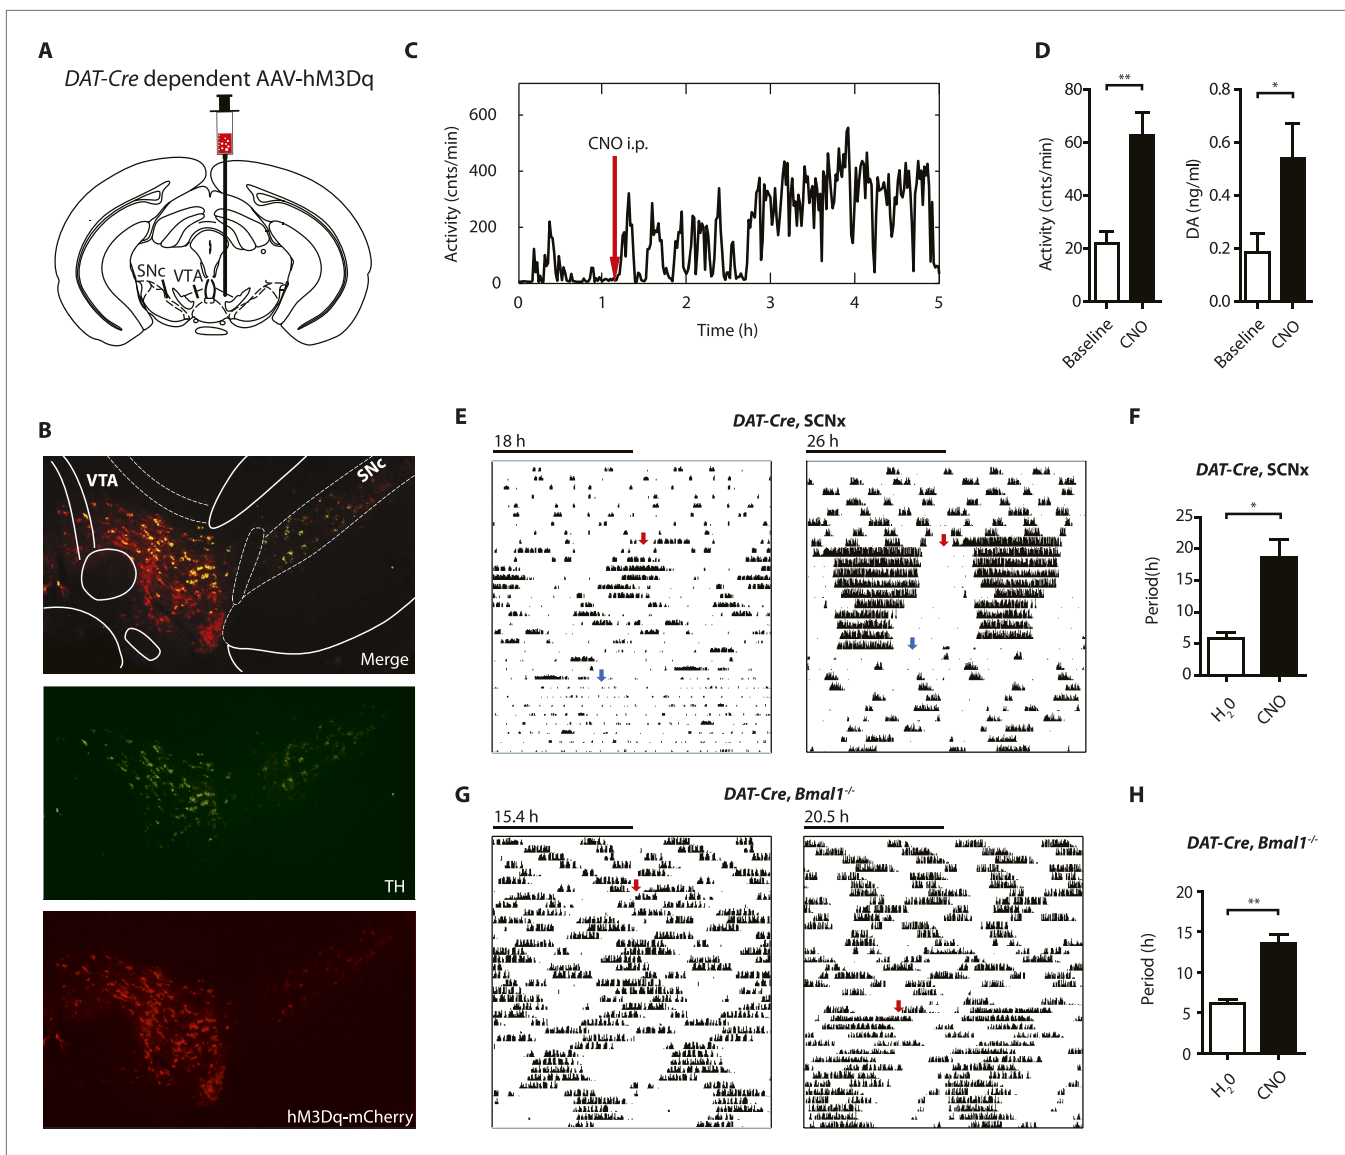 A
DAT-Cre dependent AAV-hM3Dq
SNc
VTA
B
VTA
SNc
Merge
TH
hM3Dq-mCherry
C
600
400
200
0
Activity (cnts/min)
CNO i.p.
0
1
2
3
4
5
Time (h)
D
**
80
60
40
20
0
Activity (cnts/min)
Baseline
CNO
*
0.8
0.6
0.4
0.2
0.0
DA (ng/ml)
Baseline
CNO
E
DAT-Cre, SCNx
18 h
26 h
F
DAT-Cre, SCNx
*
25
20
15
10
5
0
Period(h)
H₂0
CNO
G
DAT-Cre, Bmal1⁻/⁻
15.4 h
20.5 h
H
DAT-Cre, Bmal1⁻/⁻
**
20
15
10
5
0
Period (h)
H₂0
CNO